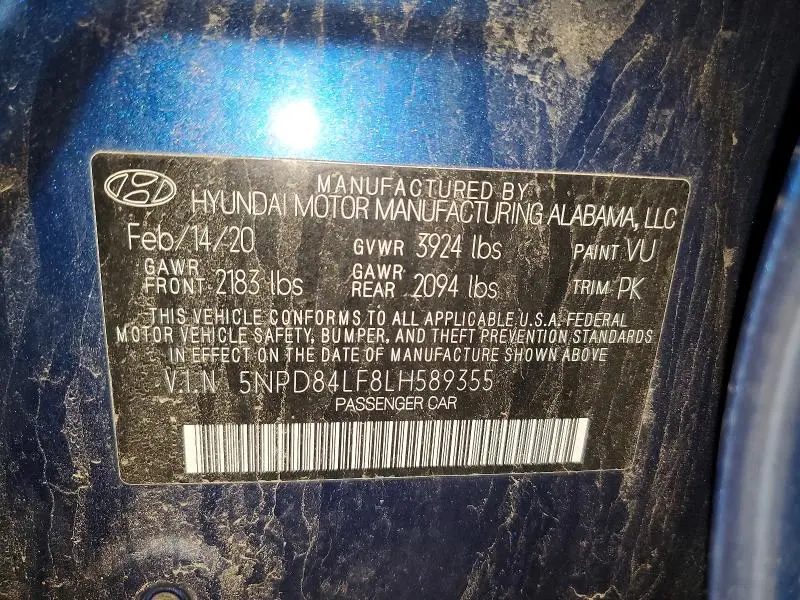 MANUFACTURED BY
HYUNDAI MOTOR MANUFACTURING ALABAMA, LLC
Feb/14/20 GVWR 3924 lbs PAINT VU
GAWR FRONT 2183 lbs GAWR REAR 2094 lbs TRIM PK
THIS VEHICLE CONFORMS TO ALL APPLICABLE U.S.A. FEDERAL
MOTOR VEHICLE SAFETY, BUMPER, AND THEFT PREVENTION STANDARDS
IN EFFECT ON THE DATE OF MANUFACTURE SHOWN ABOVE
V.I.N 5NPD84LF8LH589355
PASSENGER CAR